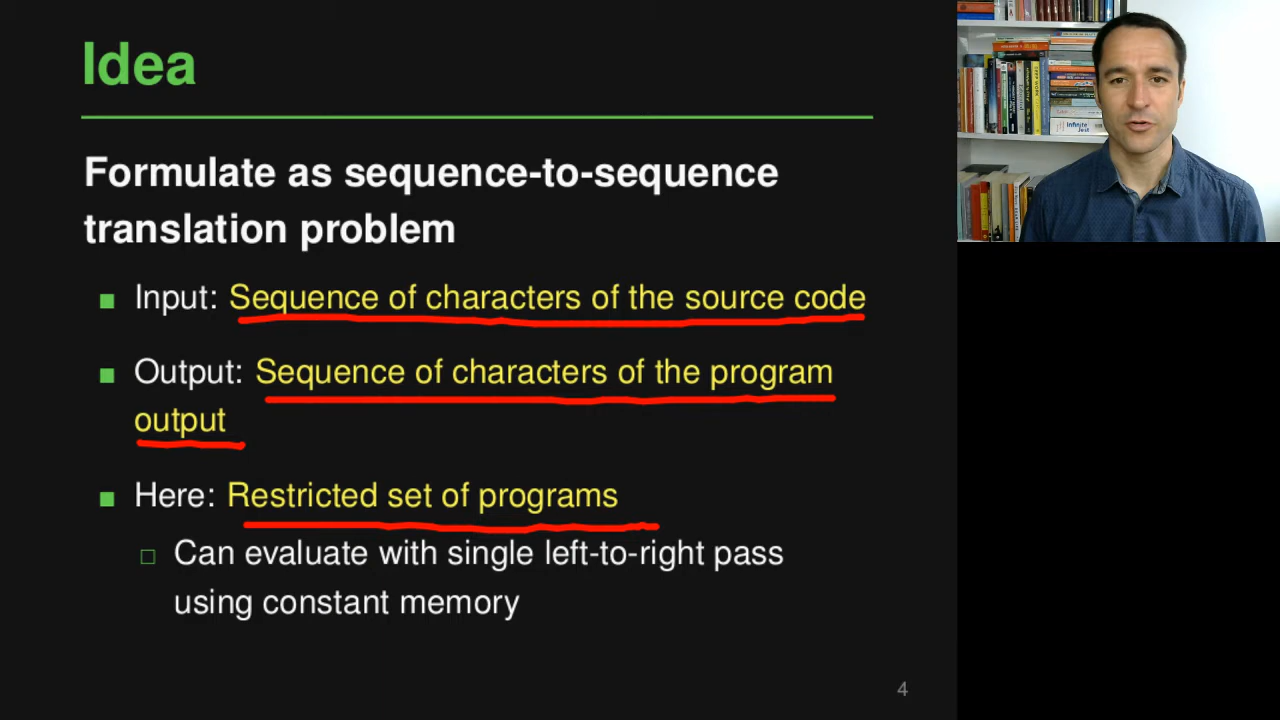 Idea
Formulate as sequence-to-sequence
translation problem
Input: Sequence of characters of the source code
Output: Sequence of characters of the program
output
Here: Restricted set of programs
Can evaluate with single left-to-right pass
using constant memory
4
Infinite
Jest